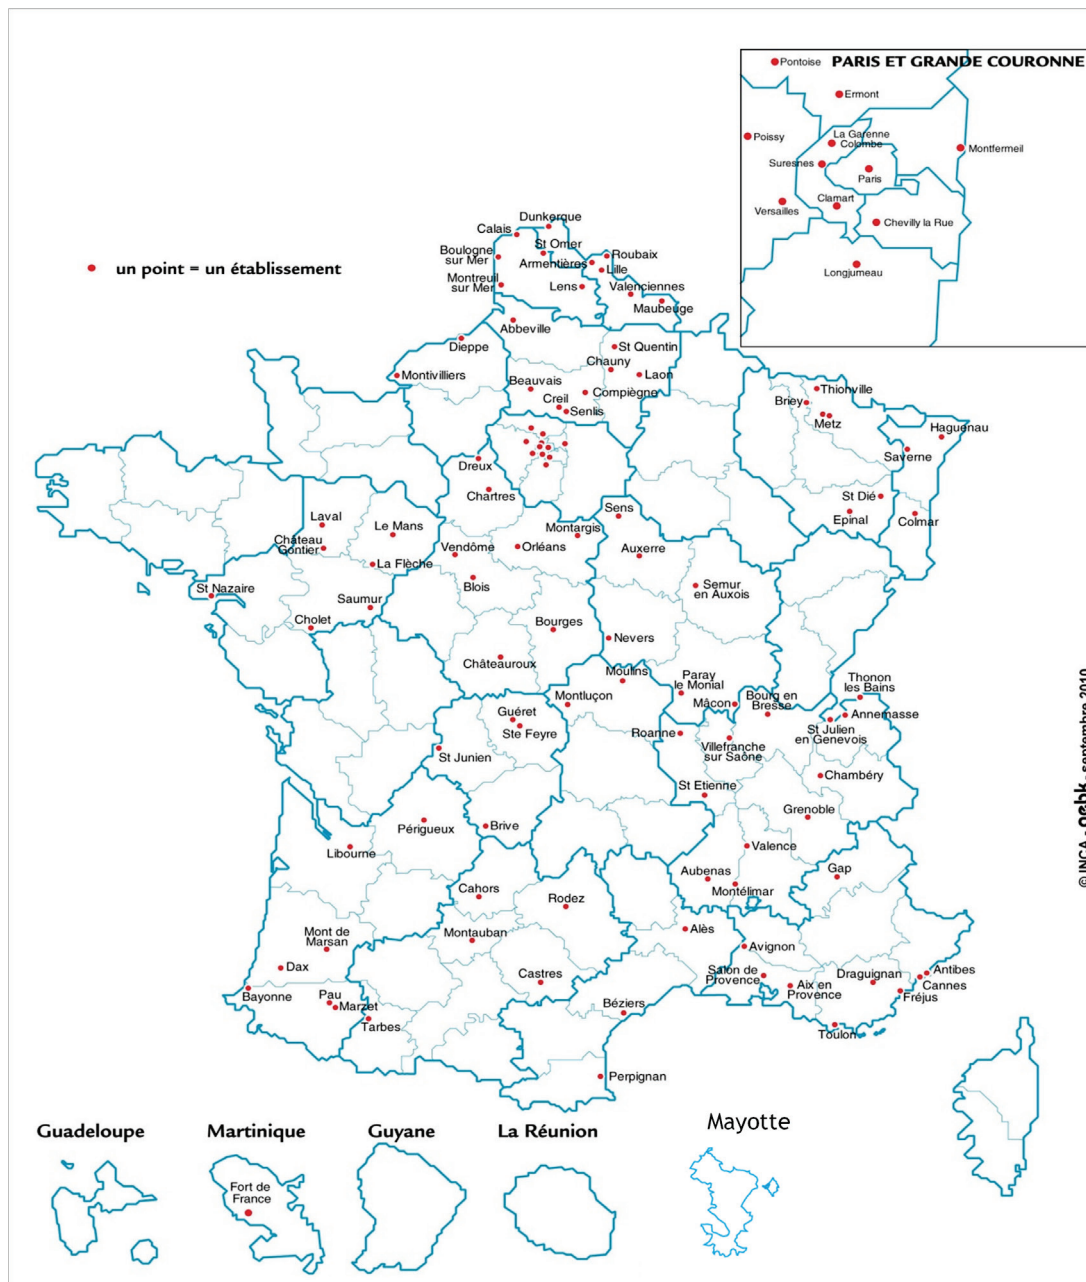 PARIS ET GRANDE COURONNE
Pontoise
Ermont
Poissy
La Garenne
Colombe
Montfermeil
Suresnes
Paris
Clamart
Versailles
Chevilly la Rue
Longjumeau
un point = un établissement
Dunkerque
Calais
St Omer
Boulogne
sur Mer
Roubaix
Armentières
Lille
Montreuil
sur Mer
Lens
Valenciennes
Maubeuge
Abbeville
Dieppe
St Quentin
Chauny
Laon
Montivilliers
Beauvais
Compiègne
Creil
Senlis
Thionville
Briey
Metz
Haguenau
Saverne
Dreux
Chartres
St Dié
Epinal
Colmar
Sens
Laval
Le Mans
Montargis
Château
Gontier
Vendôme
Orléans
Auxerre
La Flèche
Blois
Semur
en Auxois
St Nazaire
Saumur
Cholet
Bourges
Nevers
Châteauroux
Moulins
Paray
le Monial
Thonon
les Bains
Montluçon
Mâcon
Bourg en
Bresse
Annemasse
Guéret
Ste Feyre
Roanne
St Julien
en Genevois
Villefranche
sur Saône
St Junien
Chambéry
St Etienne
Grenoble
Périgueux
Brive
Libourne
Valence
Aubenas
Gap
Montélimar
Cahors
Rodez
Mont de
Marsan
Montauban
Alès
Avignon
Dax
Castres
Salon de
Provence
Draguignan
Antibes
Cannes
Aix en
Provence
Fréjus
Bayonne
Pau
Marzet
Béziers
Tarbes
Toulon
Perpignan
Guadeloupe
Martinique
Guyane
La Réunion
Mayotte
Fort de
France